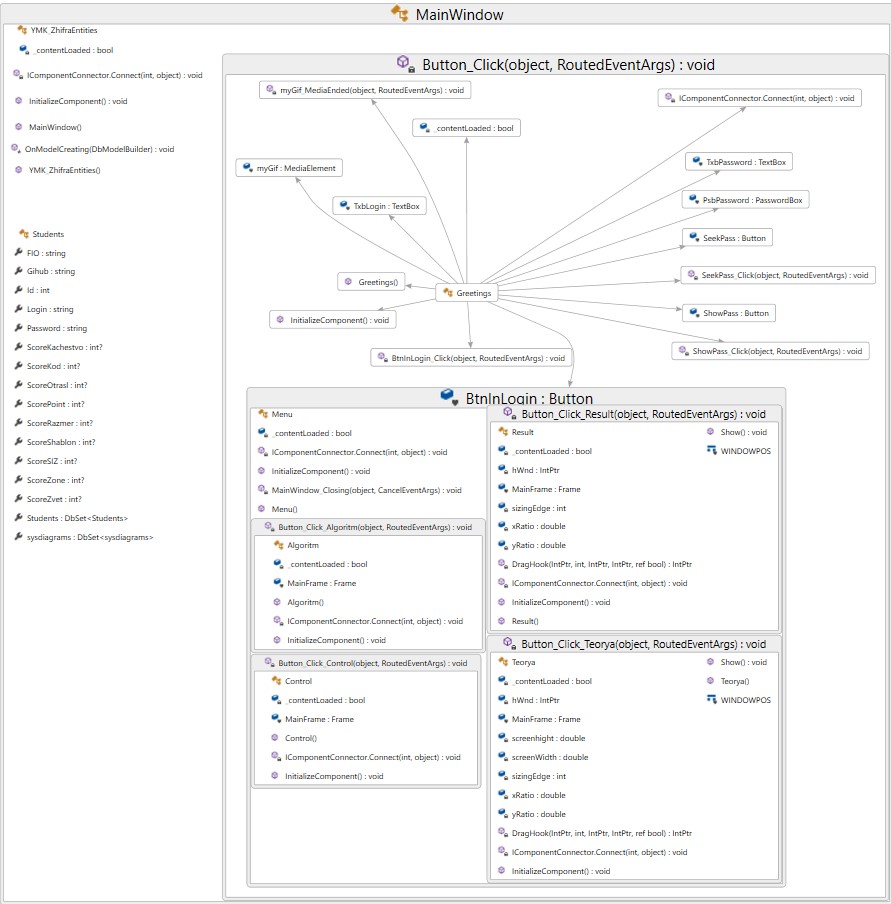 MainWindow
YMK_ZhifraEntities
_contentLoaded : bool
IComponentConnector.Connect(int, object) : void
InitializeComponent() : void
MainWindow()
OnModelCreating(DbModelBuilder) : void
YMK_ZhifraEntities()
Students
FIO : string
Gihub : string
Id : int
Login : string
Password : string
ScoreKachestvo : int?
ScoreKod : int?
ScoreOtrasl : int?
ScorePoint : int?
ScoreRazmer : int?
ScoreShablon : int?
ScoreSIZ : int?
ScoreZone : int?
ScoreZvet : int?
Students : DbSet<Students>
sysdiagrams : DbSet<sysdiagrams>
Button_Click(object, RoutedEventArgs) : void
myGif_MediaEnded(object, RoutedEventArgs) : void
IComponentConnector.Connect(int, object) : void
_contentLoaded : bool
myGif : MediaElement
TxbPassword : TextBox
TxbLogin : TextBox
PsbPassword : PasswordBox
SeekPass : Button
SeekPass_Click(object, RoutedEventArgs) : void
Greetings()
Greetings
InitializeComponent() : void
ShowPass : Button
BtnInLogin_Click(object, RoutedEventArgs) : void
ShowPass_Click(object, RoutedEventArgs) : void
BtnInLogin : Button
Menu
_contentLoaded : bool
IComponentConnector.Connect(int, object) : void
InitializeComponent() : void
MainWindow_Closing(object, CancelEventArgs) : void
Menu()
Button_Click_Algoritm(object, RoutedEventArgs) : void
Algoritm
_contentLoaded : bool
MainFrame : Frame
Algoritm()
IComponentConnector.Connect(int, object) : void
InitializeComponent() : void
Button_Click_Control(object, RoutedEventArgs) : void
Control
_contentLoaded : bool
MainFrame : Frame
Control()
IComponentConnector.Connect(int, object) : void
InitializeComponent() : void
Button_Click_Result(object, RoutedEventArgs) : void
Result
_contentLoaded : bool
hWnd : IntPtr
MainFrame : Frame
sizingEdge : int
xRatio : double
yRatio : double
DragHook(IntPtr, int, IntPtr, IntPtr, ref bool) : IntPtr
IComponentConnector.Connect(int, object) : void
InitializeComponent() : void
Result()
Show() : void
WINDOWPOS
Button_Click_Teorya(object, RoutedEventArgs) : void
Teorya
_contentLoaded : bool
hWnd : IntPtr
MainFrame : Frame
screenhight : double
screenWidth : double
sizingEdge : int
xRatio : double
yRatio : double
DragHook(IntPtr, int, IntPtr, IntPtr, ref bool) : IntPtr
IComponentConnector.Connect(int, object) : void
InitializeComponent() : void
Show() : void
Teorya()
WINDOWPOS